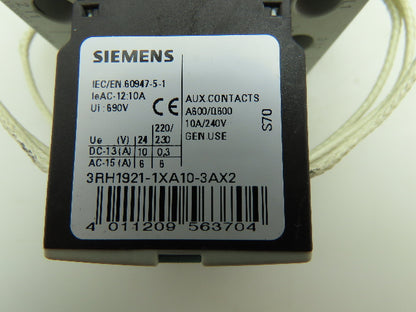 SIEMENS
IEC/EN 60947-5-1
IeAC-12:10A
Ui : 690V
CE
AUX.CONTACTS
A600/Q600
10A/240V
GEN.USE
S70
Ue (V) 24 220/230
DC-13(A) 10 0,3
AC-15(A) 6 6
3RH1921-1XA10-3AX2
4 011209 563704